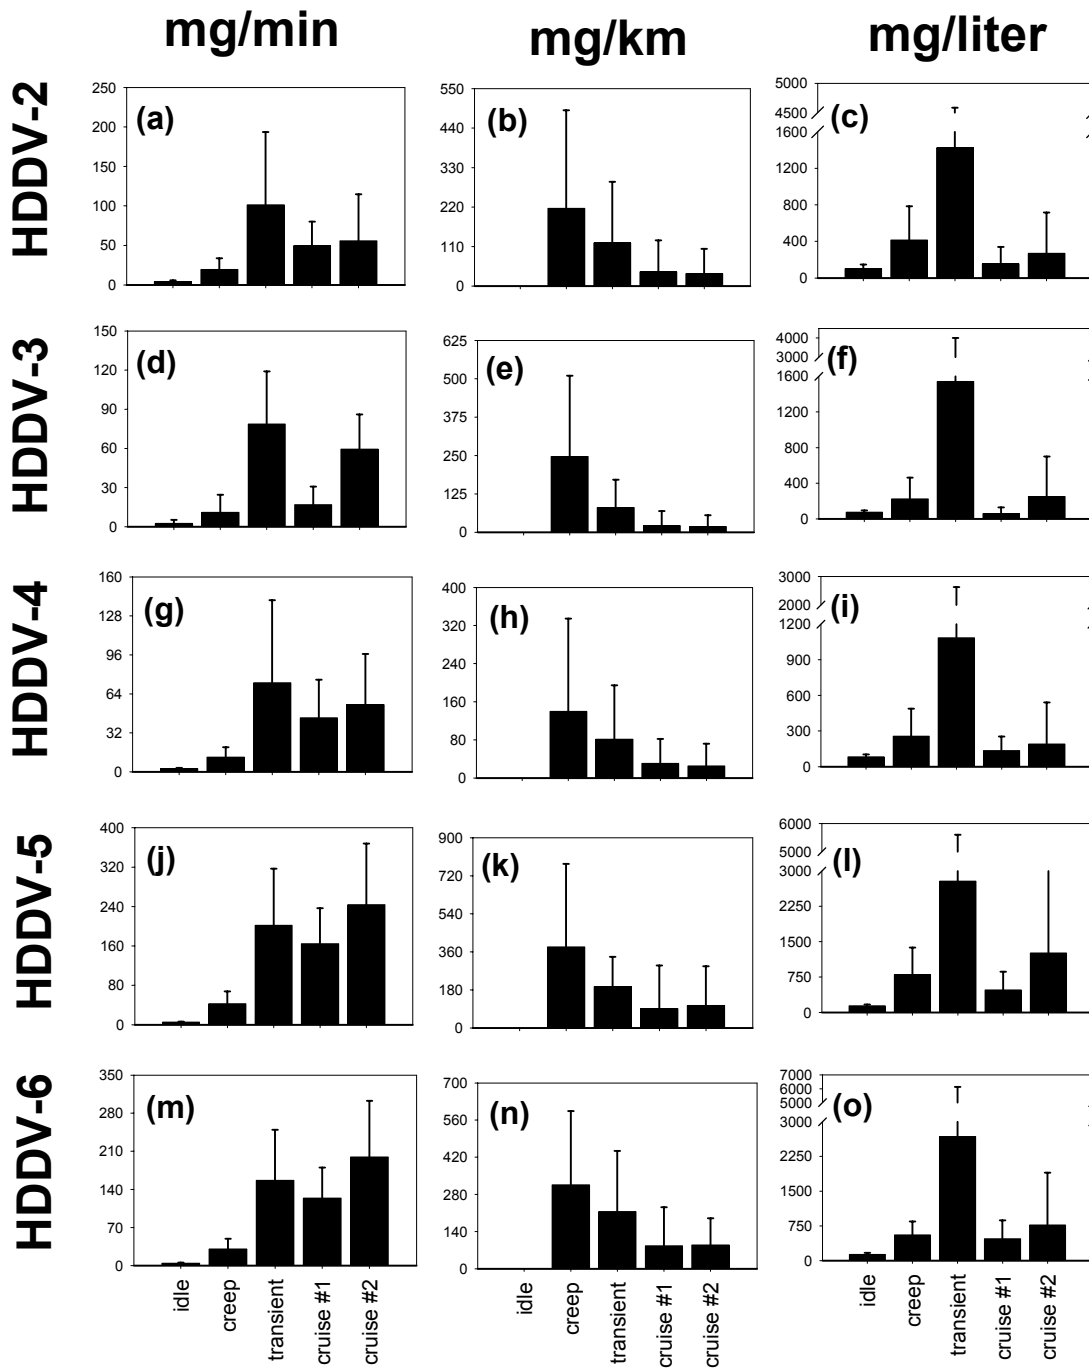 mg/min mg/km mg/liter
HDDV-2
(a)
250
200
150
100
50
0
(b)
550
440
330
220
110
0
(c)
5000
4500
1600
1200
800
400
0
HDDV-3
(d)
150
120
90
60
30
0
(e)
625
500
375
250
125
0
(f)
4000
3000
1600
1200
800
400
0
HDDV-4
(g)
160
128
96
64
32
0
(h)
400
320
240
160
80
0
(i)
3000
2000
1200
900
600
300
0
HDDV-5
(j)
400
320
240
160
80
0
(k)
900
720
540
360
180
0
(l)
6000
5000
3000
2250
1500
750
0
HDDV-6
(m)
350
280
210
140
70
0
(n)
700
560
420
280
140
0
(o)
7000
6000
5000
3000
2250
1500
750
0
idle
creep
transient
cruise #1
cruise #2
creep
transient
cruise #1
cruise #2
idle
creep
transient
cruise #1
cruise #2